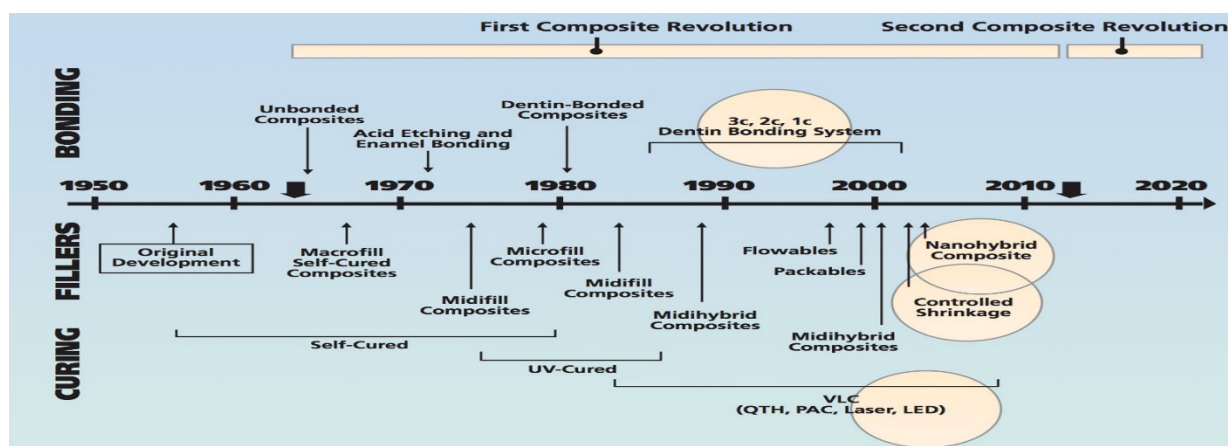 First Composite Revolution
Second Composite Revolution
BONDING
Unbonded
Composites
Acid Etching and
Enamel Bonding
Dentin-Bonded
Composites
3c, 2c, 1c
Dentin Bonding System
1950
1960
1970
1980
1990
2000
2010
2020
FILLERS
Original
Development
Macrofill
Self-Cured
Composites
Midifill
Composites
Microfill
Composites
Midifill
Composites
Midihybrid
Composites
Flowables
Packables
Midihybrid
Composites
Nanohybrid
Composite
Controlled
Shrinkage
CURING
Self-Cured
UV-Cured
VLC
(QTH, PAC, Laser, LED)